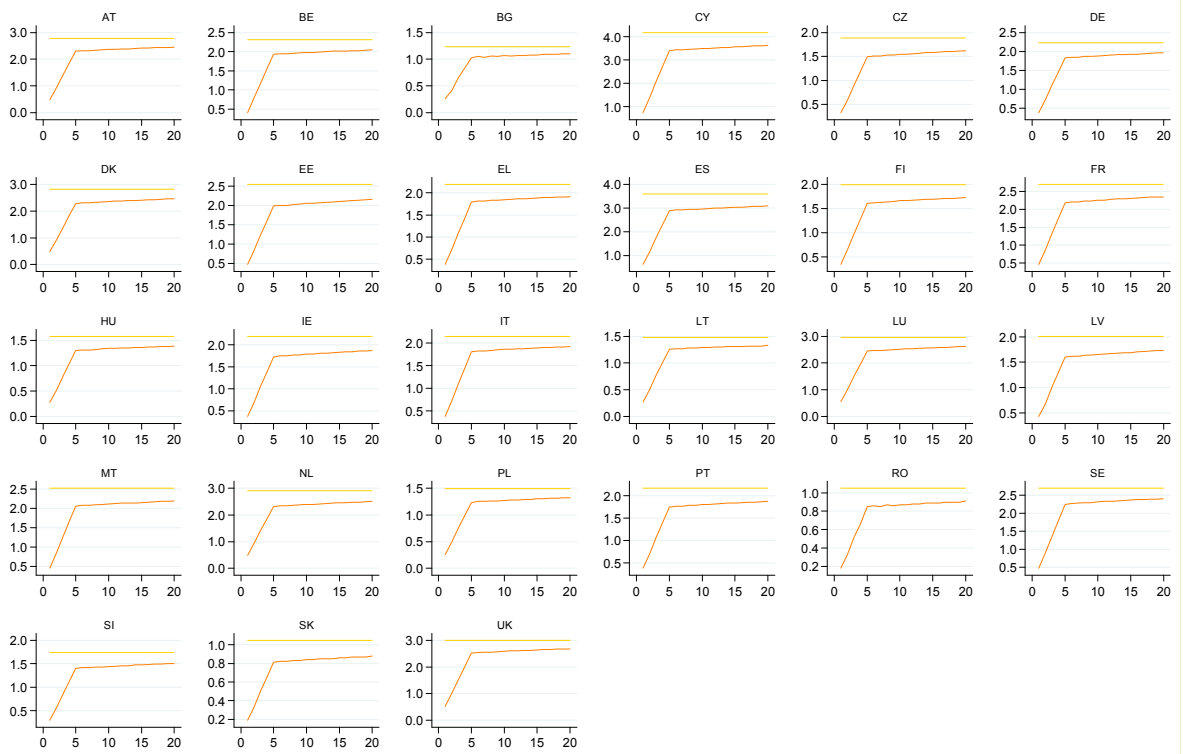 AT BE BG CY CZ DE
3.0 2.5 1.5 4.0 2.0 2.5
2.0 2.0 1.0 3.0 1.5 2.0
1.0 1.5 0.5 2.0 1.0 1.5
0.0 1.0 0.0 1.0 0.5 1.0
0.5 0.5
0 5 10 15 20 0 5 10 15 20 0 5 10 15 20 0 5 10 15 20 0 5 10 15 20 0 5 10 15 20
DK EE EL ES FI FR
3.0 2.5 2.0 4.0 2.0 2.5
2.0 2.0 1.5 3.0 1.5 2.0
1.0 1.5 1.0 2.0 1.0 1.5
0.0 1.0 0.5 1.0 0.5 1.0
0.5 0.5
0 5 10 15 20 0 5 10 15 20 0 5 10 15 20 0 5 10 15 20 0 5 10 15 20 0 5 10 15 20
HU IE IT LT LU LV
1.5 2.0 2.0 1.5 3.0 2.0
1.0 1.5 1.5 1.0 2.0 1.5
0.5 1.0 1.0 0.5 1.0 1.0
0.0 0.5 0.5 0.0 0.0 0.5
0 5 10 15 20 0 5 10 15 20 0 5 10 15 20 0 5 10 15 20 0 5 10 15 20 0 5 10 15 20
MT NL PL PT RO SE
2.5 3.0 1.5 2.0 1.0 2.5
2.0 2.0 1.0 1.5 0.8 2.0
1.5 1.0 0.5 1.0 0.6 1.5
1.0 0.0 0.0 0.5 0.4 1.0
0.5 0.2 0.5
0 5 10 15 20 0 5 10 15 20 0 5 10 15 20 0 5 10 15 20 0 5 10 15 20 0 5 10 15 20
SI SK UK
2.0 1.0 3.0
1.5 0.8 2.0
1.0 0.6 1.0
0.5 0.4 0.0
0.2
0 5 10 15 20 0 5 10 15 20 0 5 10 15 20